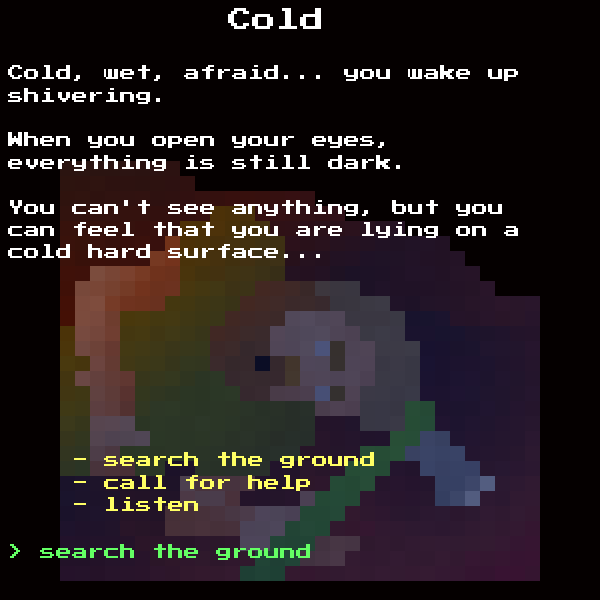 Cold
Cold, wet, afraid... you wake up
shivering.
When you open your eyes,
everything is still dark.
You can't see anything, but you
can feel that you are lying on a
cold hard surface...
- search the ground
- call for help
- listen
> search the ground